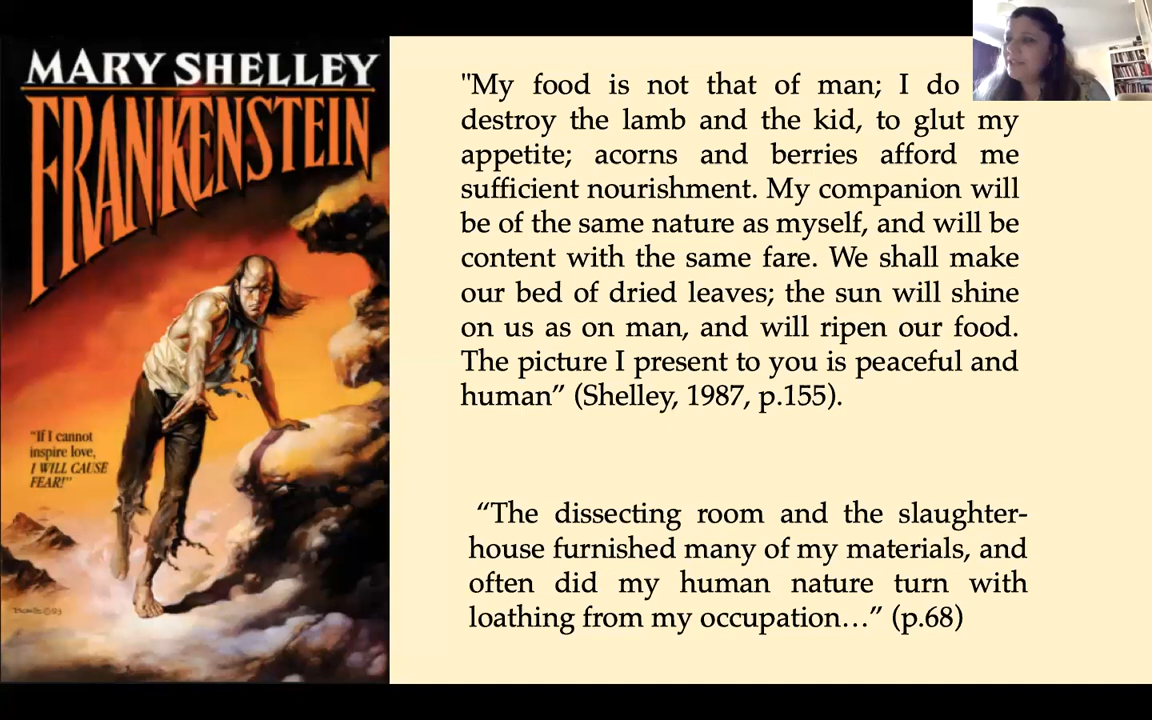 MARY SHELLEY
FRANKENSTEIN
"If I cannot
inspire love,
I WILL CAUSE
FEAR!"
"My food is not that of man; I do
destroy the lamb and the kid, to glut my
appetite; acorns and berries afford me
sufficient nourishment. My companion will
be of the same nature as myself, and will be
content with the same fare. We shall make
our bed of dried leaves; the sun will shine
on us as on man, and will ripen our food.
The picture I present to you is peaceful and
human” (Shelley, 1987, p.155).
“The dissecting room and the slaughter-
house furnished many of my materials, and
often did my human nature turn with
loathing from my occupation…” (p.68)